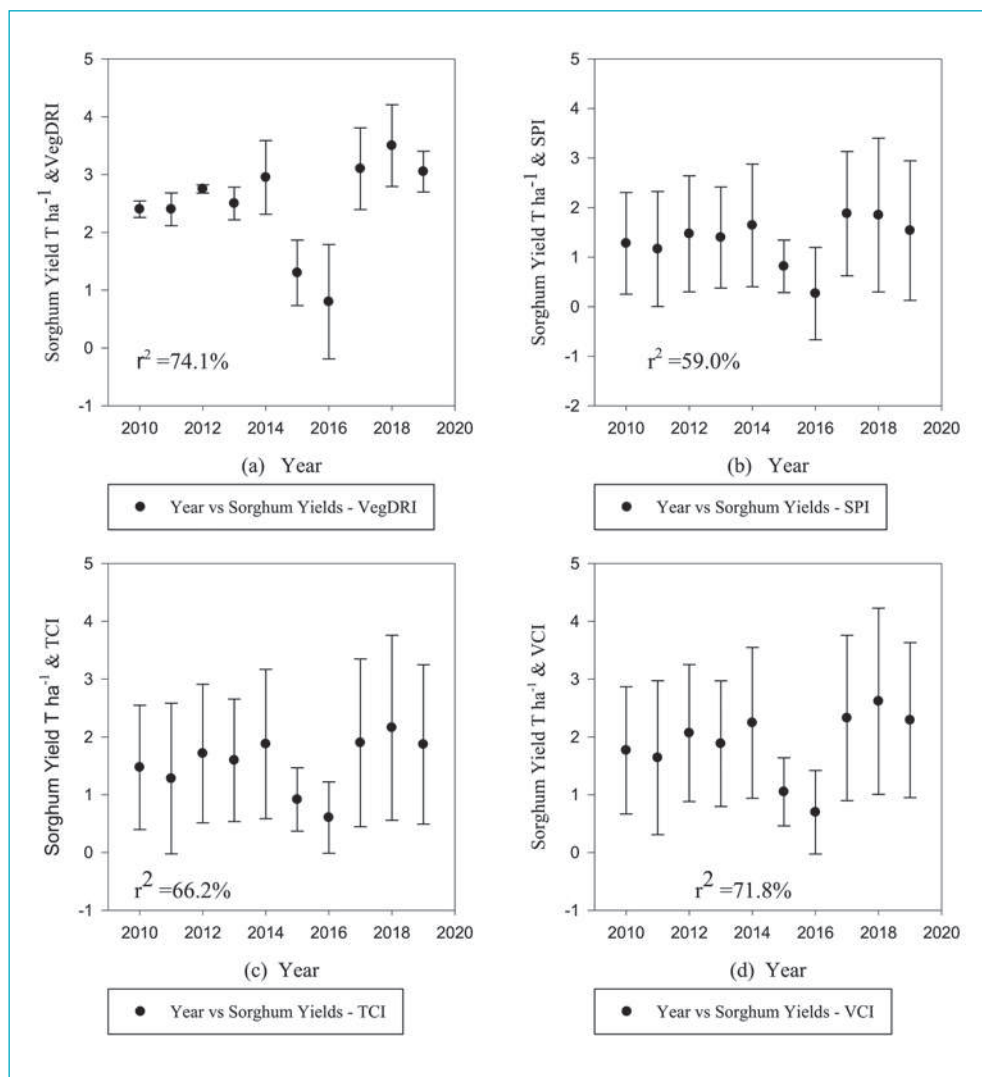 5
4
3
2
1
0
-1
Sorghum Yield T ha⁻¹ &VegDRI
r² =74.1%
2010 2012 2014 2016 2018 2020
(a) Year
Year vs Sorghum Yields - VegDRI
5
4
3
2
1
0
-1
-2
Sorghum Yield T ha⁻¹ & SPI
r² =59.0%
2010 2012 2014 2016 2018 2020
(b) Year
Year vs Sorghum Yields - SPI
5
4
3
2
1
0
-1
Sorghum Yield T ha⁻¹ & TCI
r² =66.2%
2010 2012 2014 2016 2018 2020
(c) Year
Year vs Sorghum Yields - TCI
5
4
3
2
1
0
-1
Sorghum Yield T ha⁻¹ & VCI
r² =71.8%
2010 2012 2014 2016 2018 2020
(d) Year
Year vs Sorghum Yields - VCI